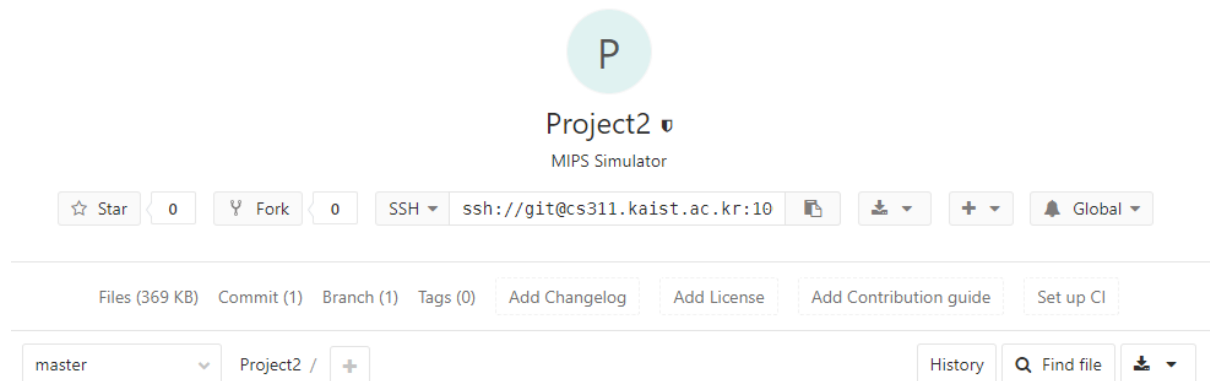 P
Project2
MIPS Simulator
Star 0 Fork 0 SSH ssh://git@cs311.kaist.ac.kr:10 Global
Files (369 KB) Commit (1) Branch (1) Tags (0) Add Changelog Add License Add Contribution guide Set up CI
master Project2 / + History Find file